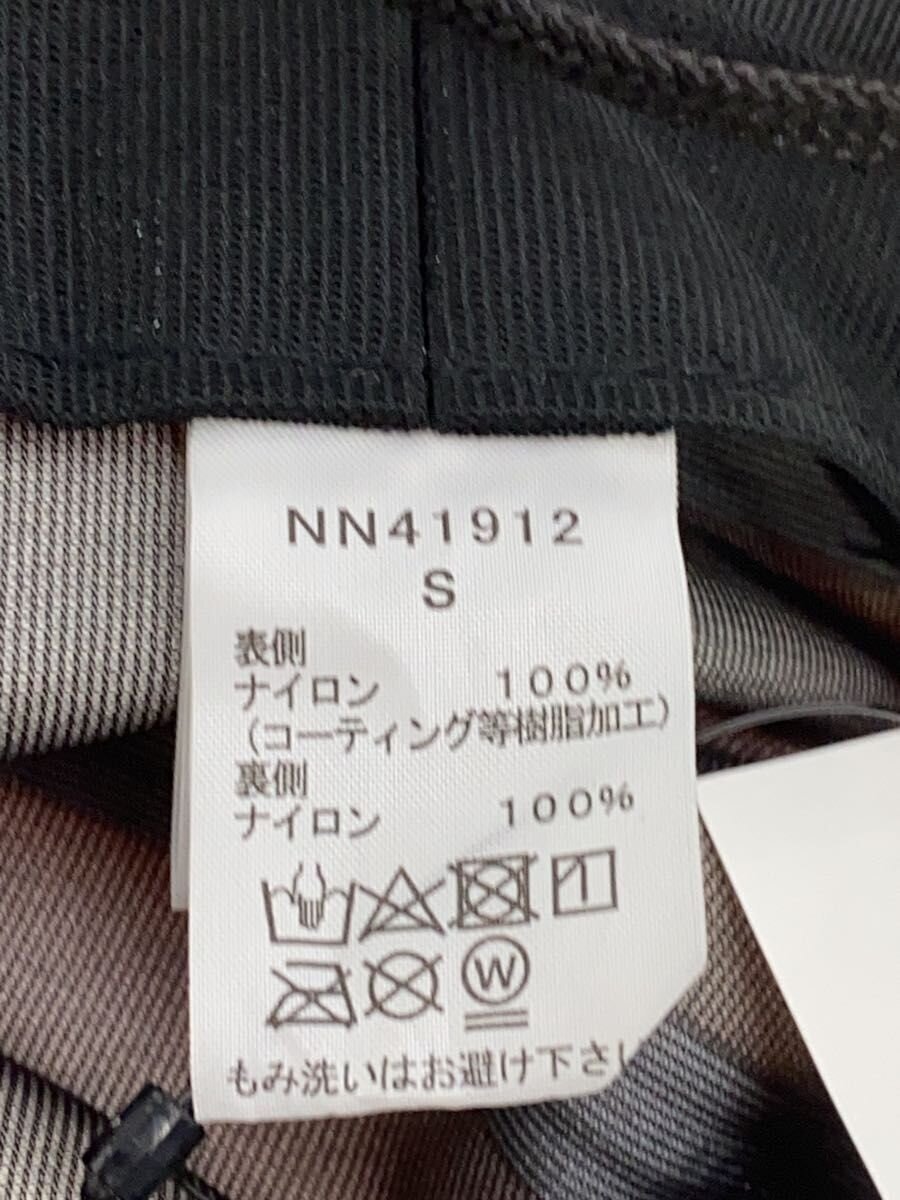 NN41912
S
表側
ナイロン 100%
(コーティング等樹脂加工)
裏側
ナイロン 100%
W
もみ洗いはお避け下さい